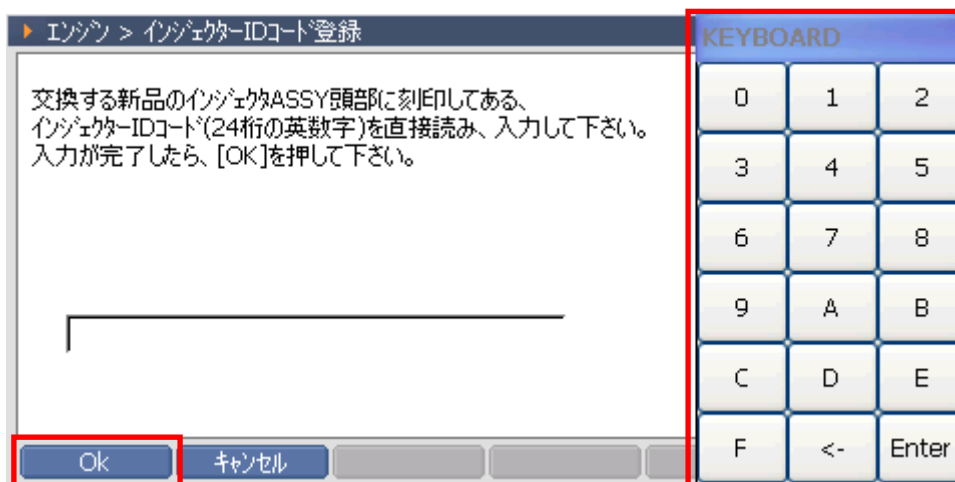 エンジン > インジェクターIDコード登録
交換する新品のインジェクタASSY頭部に刻印してある、
インジェクターIDコード(24桁の英数字)を直接読み、入力して下さい。
入力が完了したら、[OK]を押して下さい。
Ok キャンセル
KEYBOARD
0 1 2
3 4 5
6 7 8
9 A B
C D E
F <- Enter